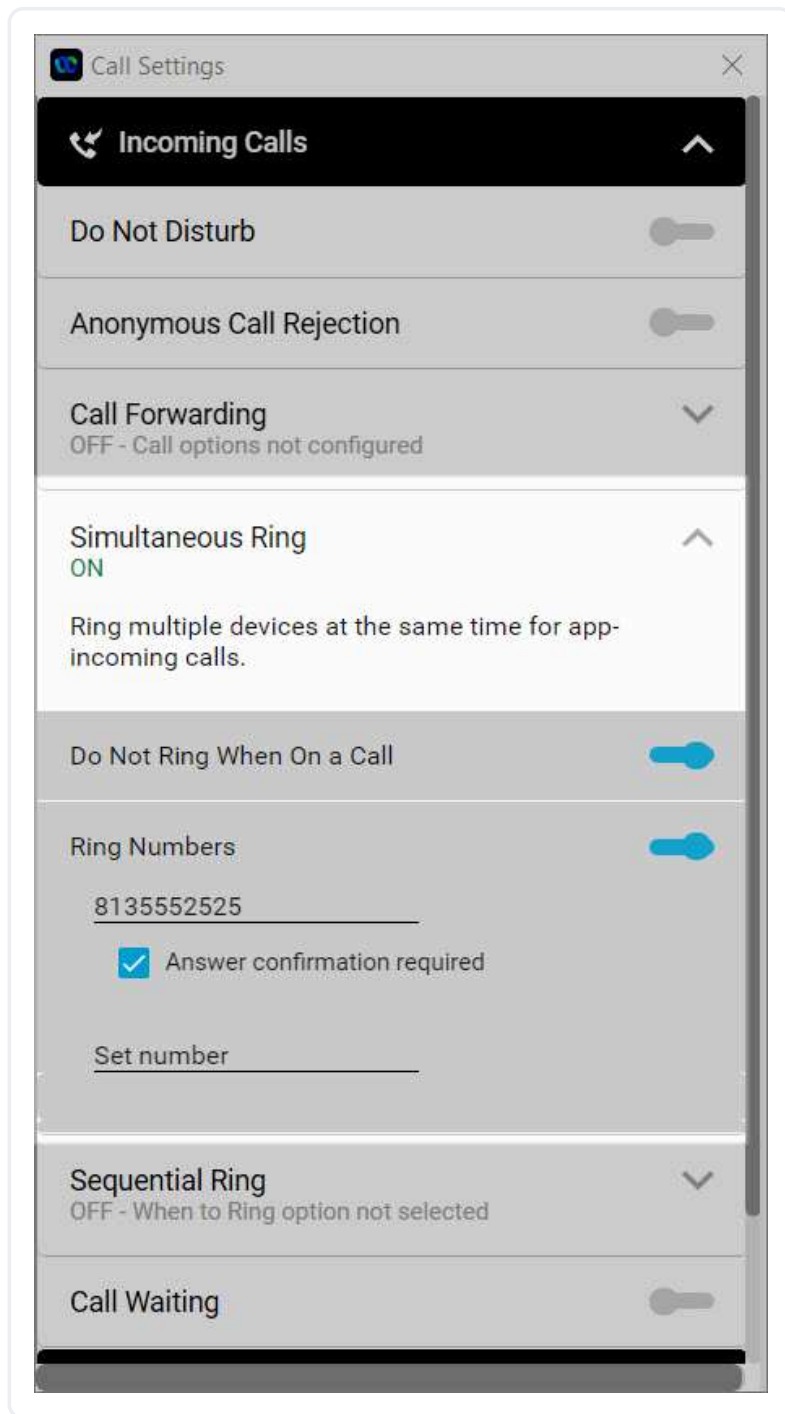 Call Settings
Incoming Calls
Do Not Disturb
Anonymous Call Rejection
Call Forwarding
OFF - Call options not configured
Simultaneous Ring
ON
Ring multiple devices at the same time for app-
incoming calls.
Do Not Ring When On a Call
Ring Numbers
8135552525
Answer confirmation required
Set number
Sequential Ring
OFF - When to Ring option not selected
Call Waiting